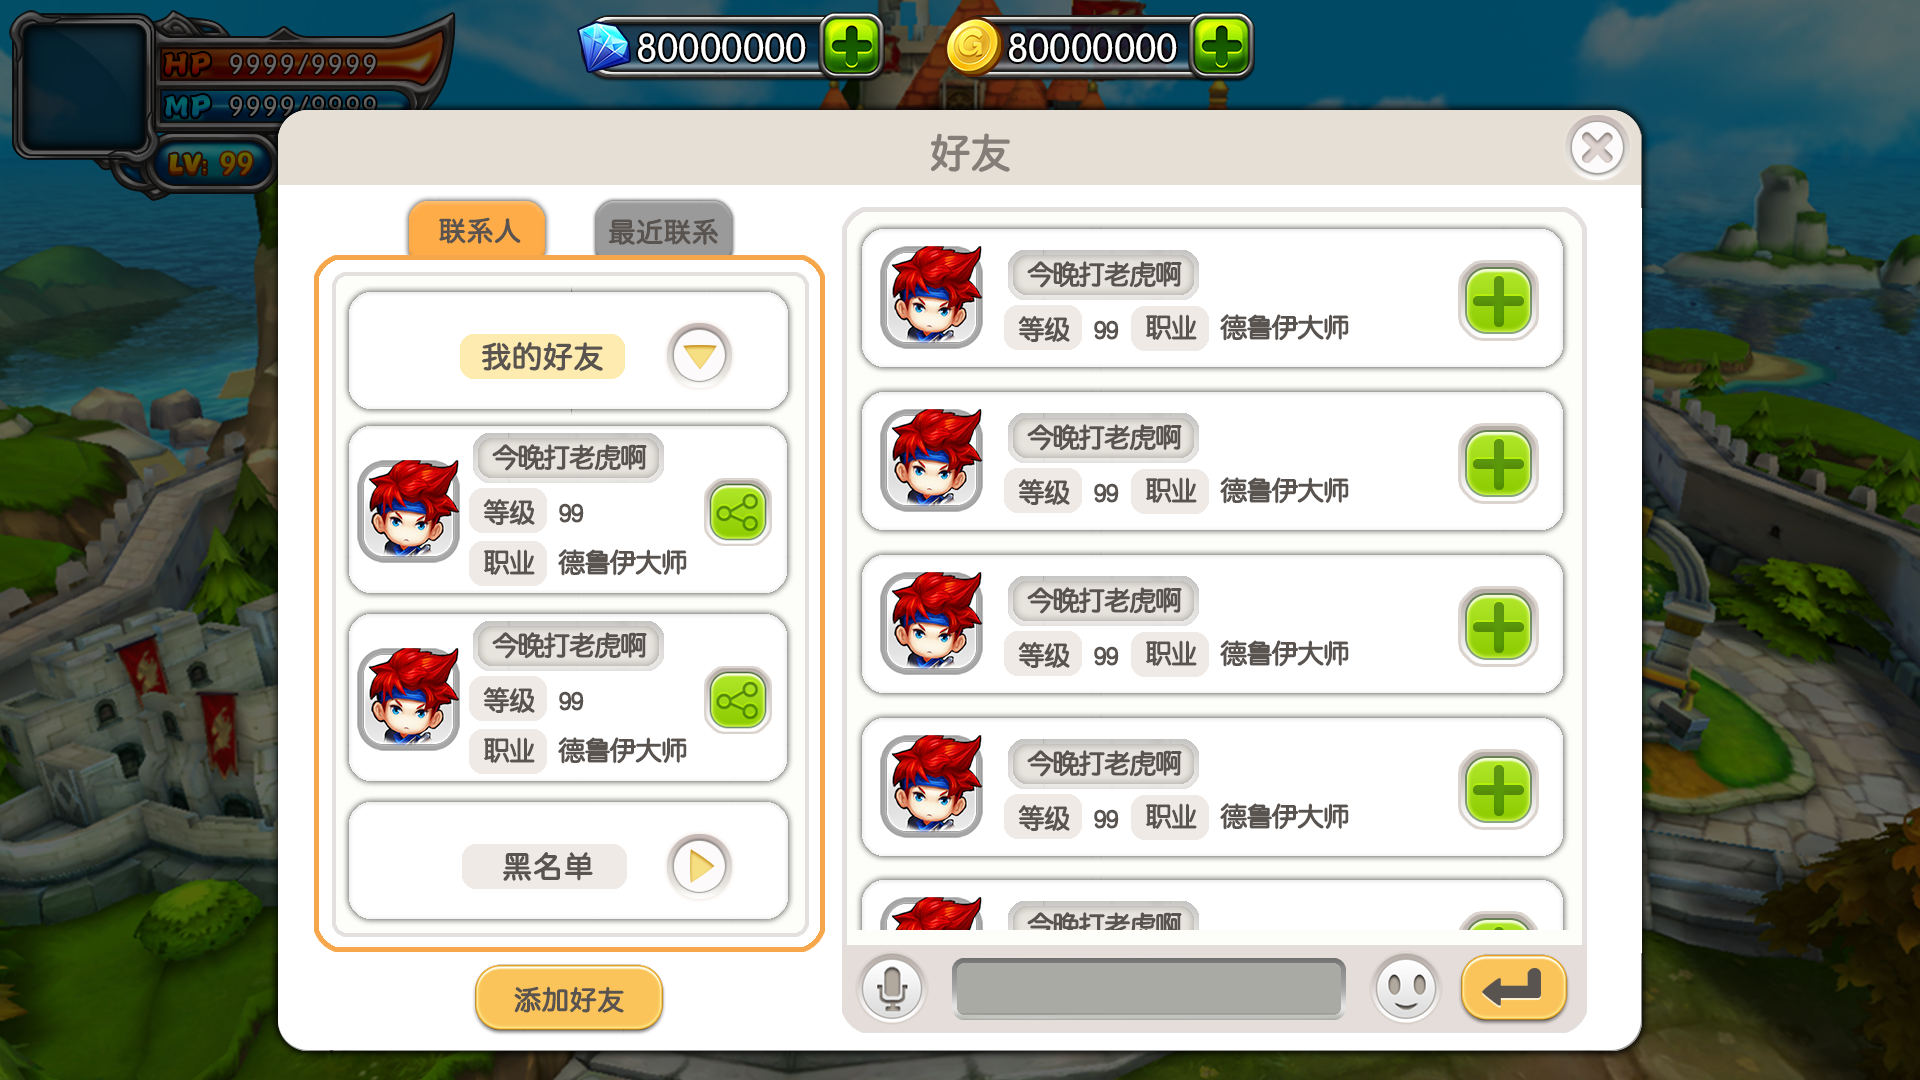 HP 9999/9999
80000000
80000000
MP 9999/9999
LV: 99
好友
联系人
最近联系
我的好友
今晚打老虎啊
等级 99
职业 德鲁伊大师
今晚打老虎啊
等级 99
职业 德鲁伊大师
黑名单
添加好友
今晚打老虎啊
等级 99 职业 德鲁伊大师
今晚打老虎啊
等级 99 职业 德鲁伊大师
今晚打老虎啊
等级 99 职业 德鲁伊大师
今晚打老虎啊
等级 99 职业 德鲁伊大师
今晚打老虎啊